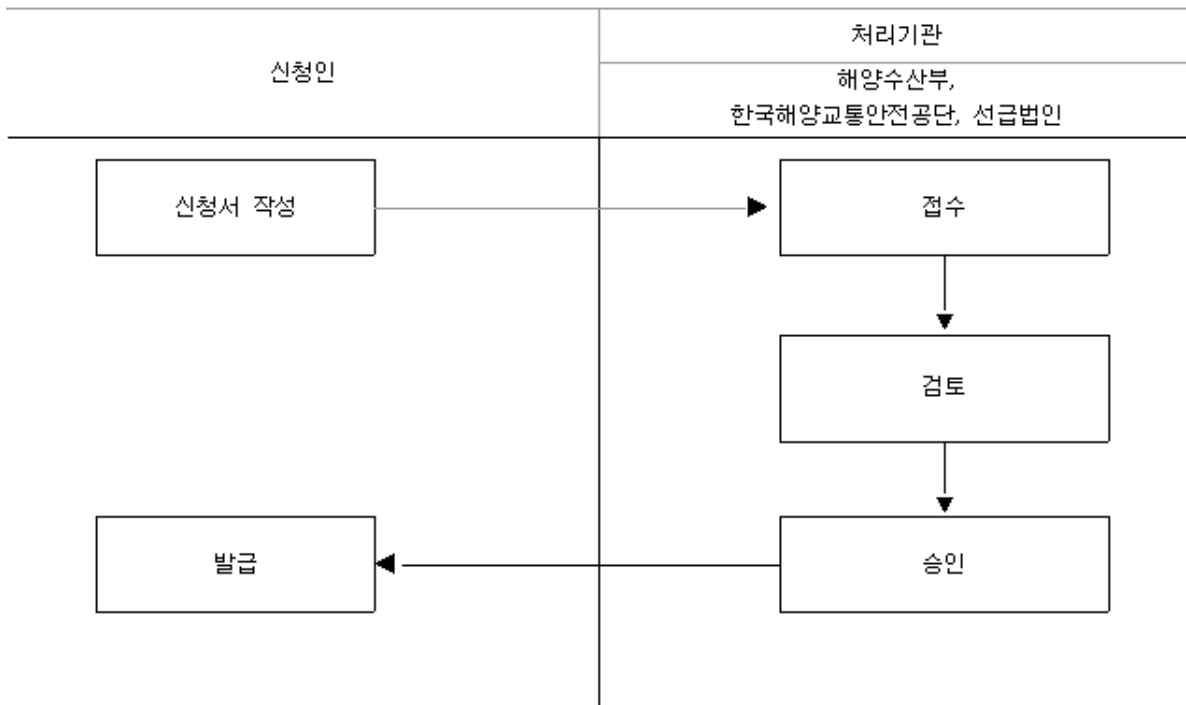 신청인
처리기관
해양수산부,
한국해양교통안전공단, 선급법인
신청서 작성
접수
검토
발급
승인